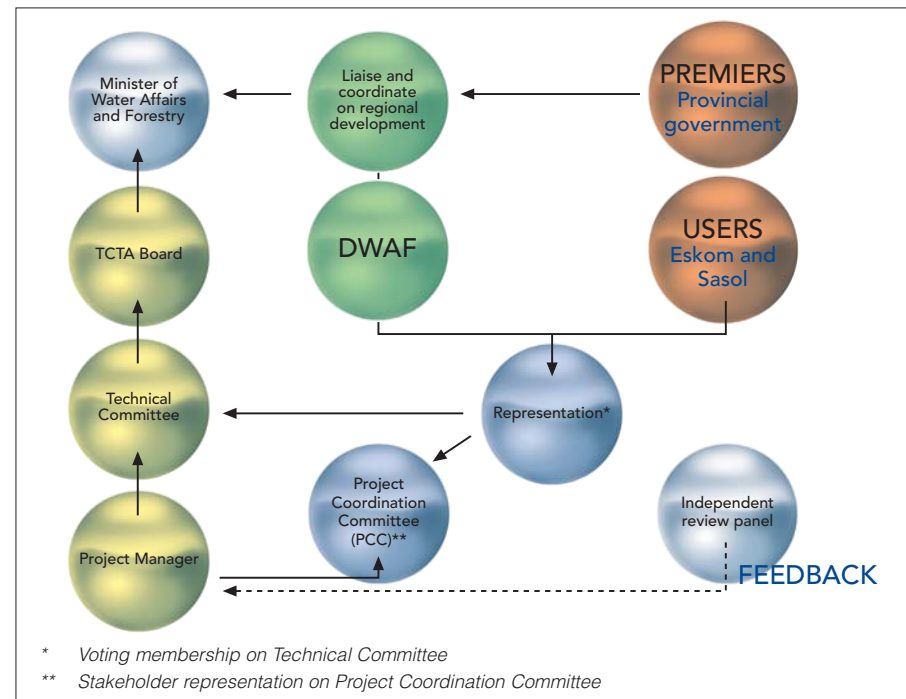 Minister of
Water Affairs
and Forestry
Liaise and
coordinate
on regional
development
PREMIERS
Provincial
government
TCTA Board
DWAF
USERS
Eskom and
Sasol
Technical
Committee
Representation*
Project Manager
Project
Coordination
Committee
(PCC)**
Independent
review panel
FEEDBACK
* Voting membership on Technical Committee
** Stakeholder representation on Project Coordination Committee